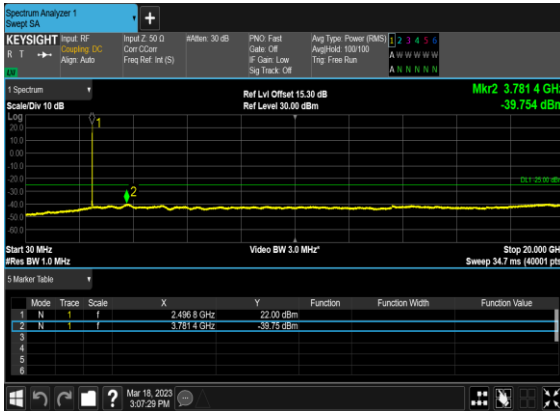 Spectrum Analyzer 1
Swept SA
+
KEYSIGHT Input: RF Input Z: 50 Ω #Atten: 30 dB PNO: Fast Avg Type: Power (RMS) 1 2 3 4 5 6
R T Coupling: DC Corr CCorr Gate: Off Avg|Hold: 100/100 A W W W W W
Align: Auto Freq Ref: Int (S) IF Gain: Low Trig: Free Run
Sig Track: Off A N N N N N
1 Spectrum Ref Lvl Offset 15.30 dB Mkr2 3.781 4 GHz
Scale/Div 10 dB Ref Level 30.00 dBm -39.754 dBm
Log
20.0
10.0
0.00
-10.0
-20.0
-30.0
-40.0
-50.0
-60.0
1
2
DL1 -25.00 dBm
Start 30 MHz Video BW 3.0 MHz* Stop 20.000 GHz
#Res BW 1.0 MHz Sweep 34.7 ms (40001 pts)
5 Marker Table
Mode Trace Scale X Y Function Function Width Function Value
1 N 1 f 2.496 8 GHz 22.00 dBm
2 N 1 f 3.781 4 GHz -39.75 dBm
3
4
5
6
? Mar 18, 2023
3:07:29 PM